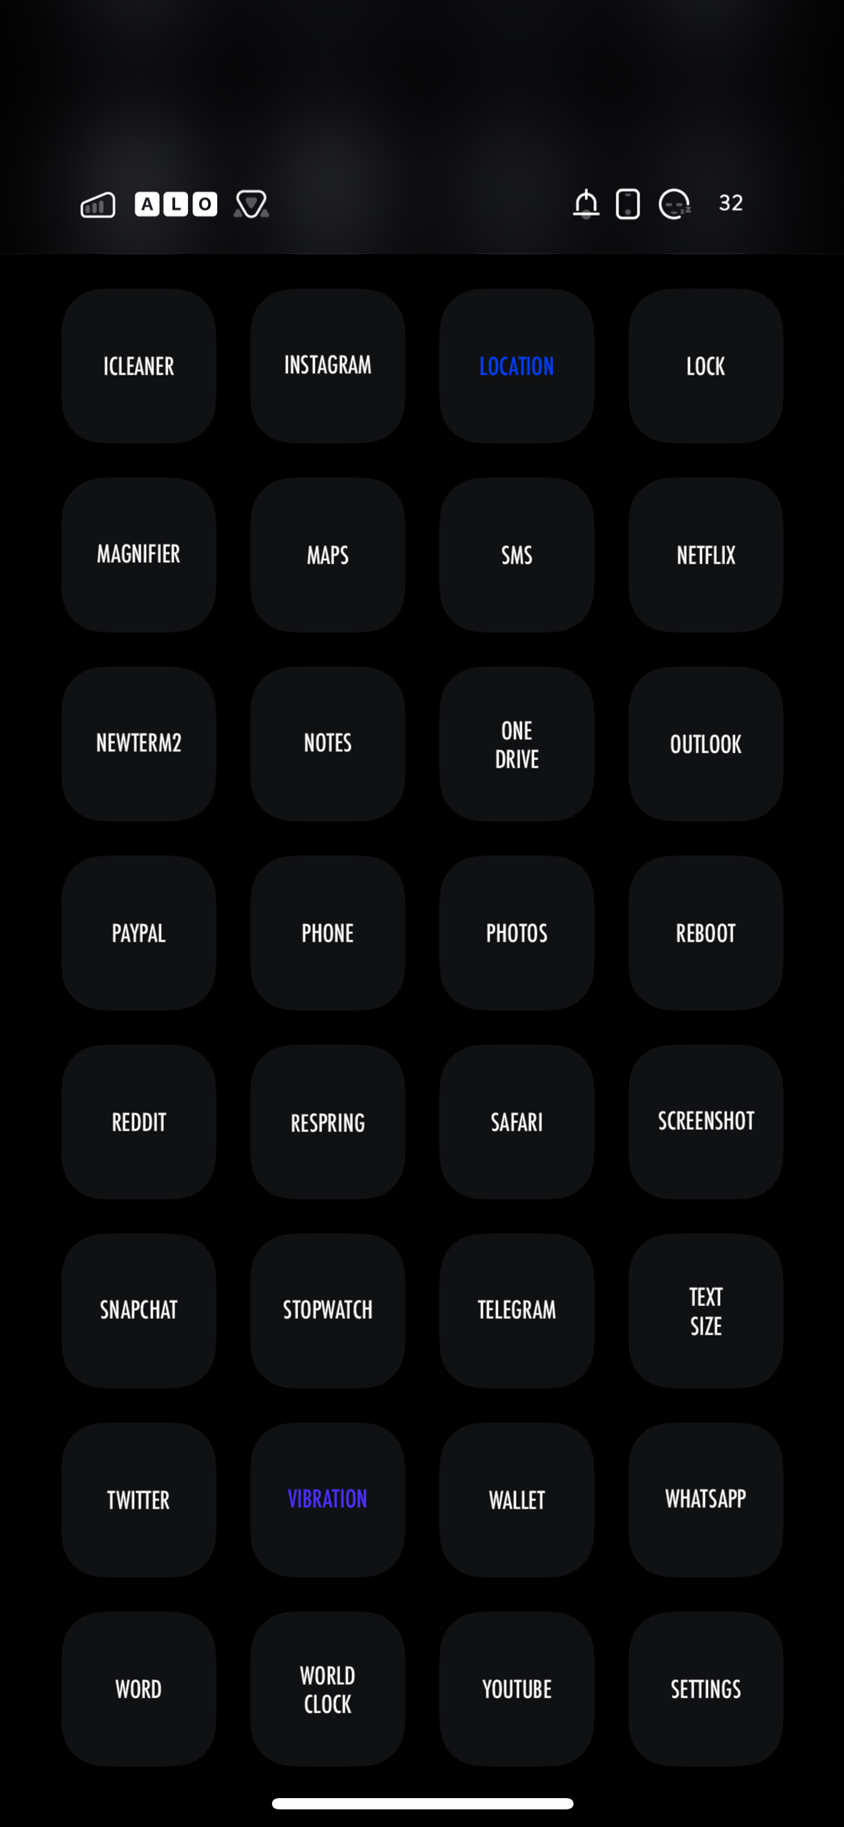 ALO 32
ICLEANER INSTAGRAM LOCATION LOCK
MAGNIFIER MAPS SMS NETFLIX
NEWTERM2 NOTES ONE DRIVE OUTLOOK
PAYPAL PHONE PHOTOS REBOOT
REDDIT RESPRING SAFARI SCREENSHOT
SNAPCHAT STOPWATCH TELEGRAM TEXT SIZE
TWITTER VIBRATION WALLET WHATSAPP
WORD WORLD CLOCK YOUTUBE SETTINGS